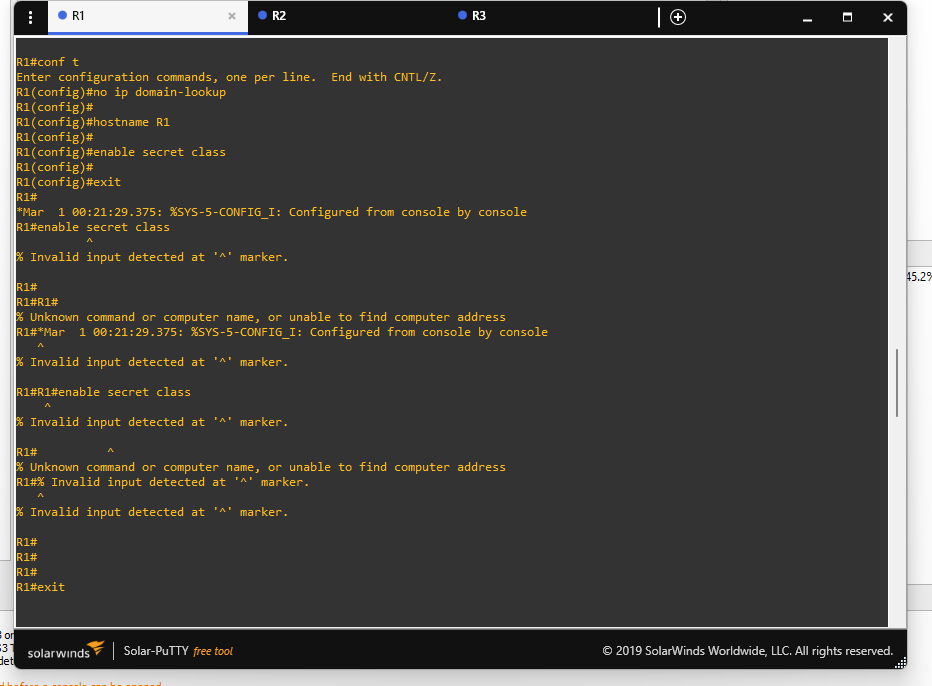 R1
R2
R3
R1#conf t
Enter configuration commands, one per line.  End with CNTL/Z.
R1(config)#no ip domain-lookup
R1(config)#
R1(config)#hostname R1
R1(config)#
R1(config)#enable secret class
R1(config)#
R1(config)#exit
R1#
*Mar  1 00:21:29.375: %SYS-5-CONFIG_I: Configured from console by console
R1#enable secret class
          ^
% Invalid input detected at '^' marker.
R1#
R1#R1#
% Unknown command or computer name, or unable to find computer address
R1#*Mar  1 00:21:29.375: %SYS-5-CONFIG_I: Configured from console by console
   ^
% Invalid input detected at '^' marker.
R1#R1#enable secret class
    ^
% Invalid input detected at '^' marker.
R1#          ^
% Unknown command or computer name, or unable to find computer address
R1#% Invalid input detected at '^' marker.
   ^
% Invalid input detected at '^' marker.
R1#
R1#
R1#
R1#exit
45.2%
solarwinds
Solar-PuTTY free tool
© 2019 SolarWinds Worldwide, LLC. All rights reserved.